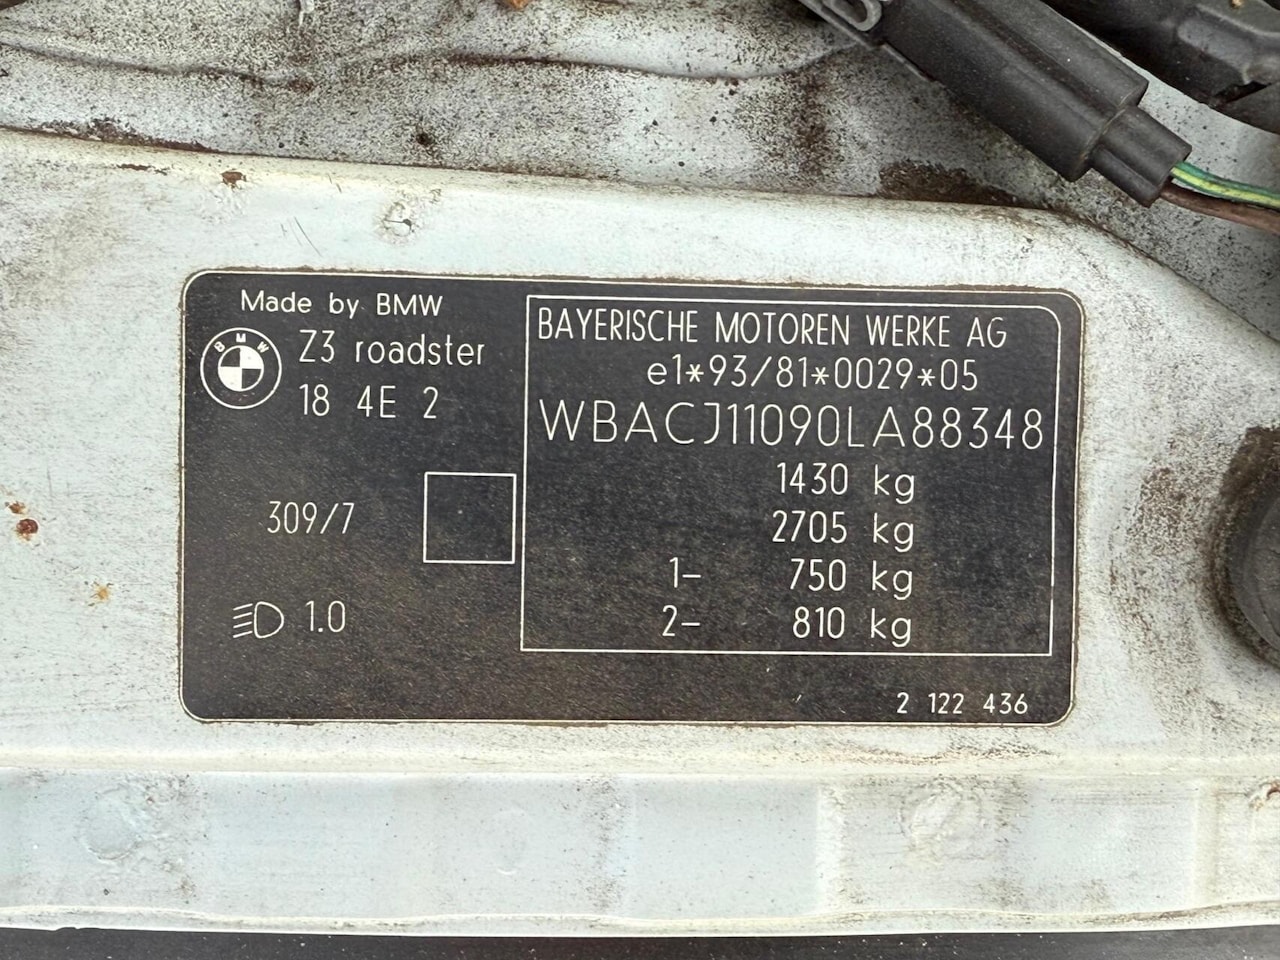 Made by BMW
BMW
Z3 roadster
18 4E 2
309/7
1.0
BAYERISCHE MOTOREN WERKE AG
e1*93/81*0029*05
WBACJ11090LA88348
1430 kg
2705 kg
1- 750 kg
2- 810 kg
2 122 436